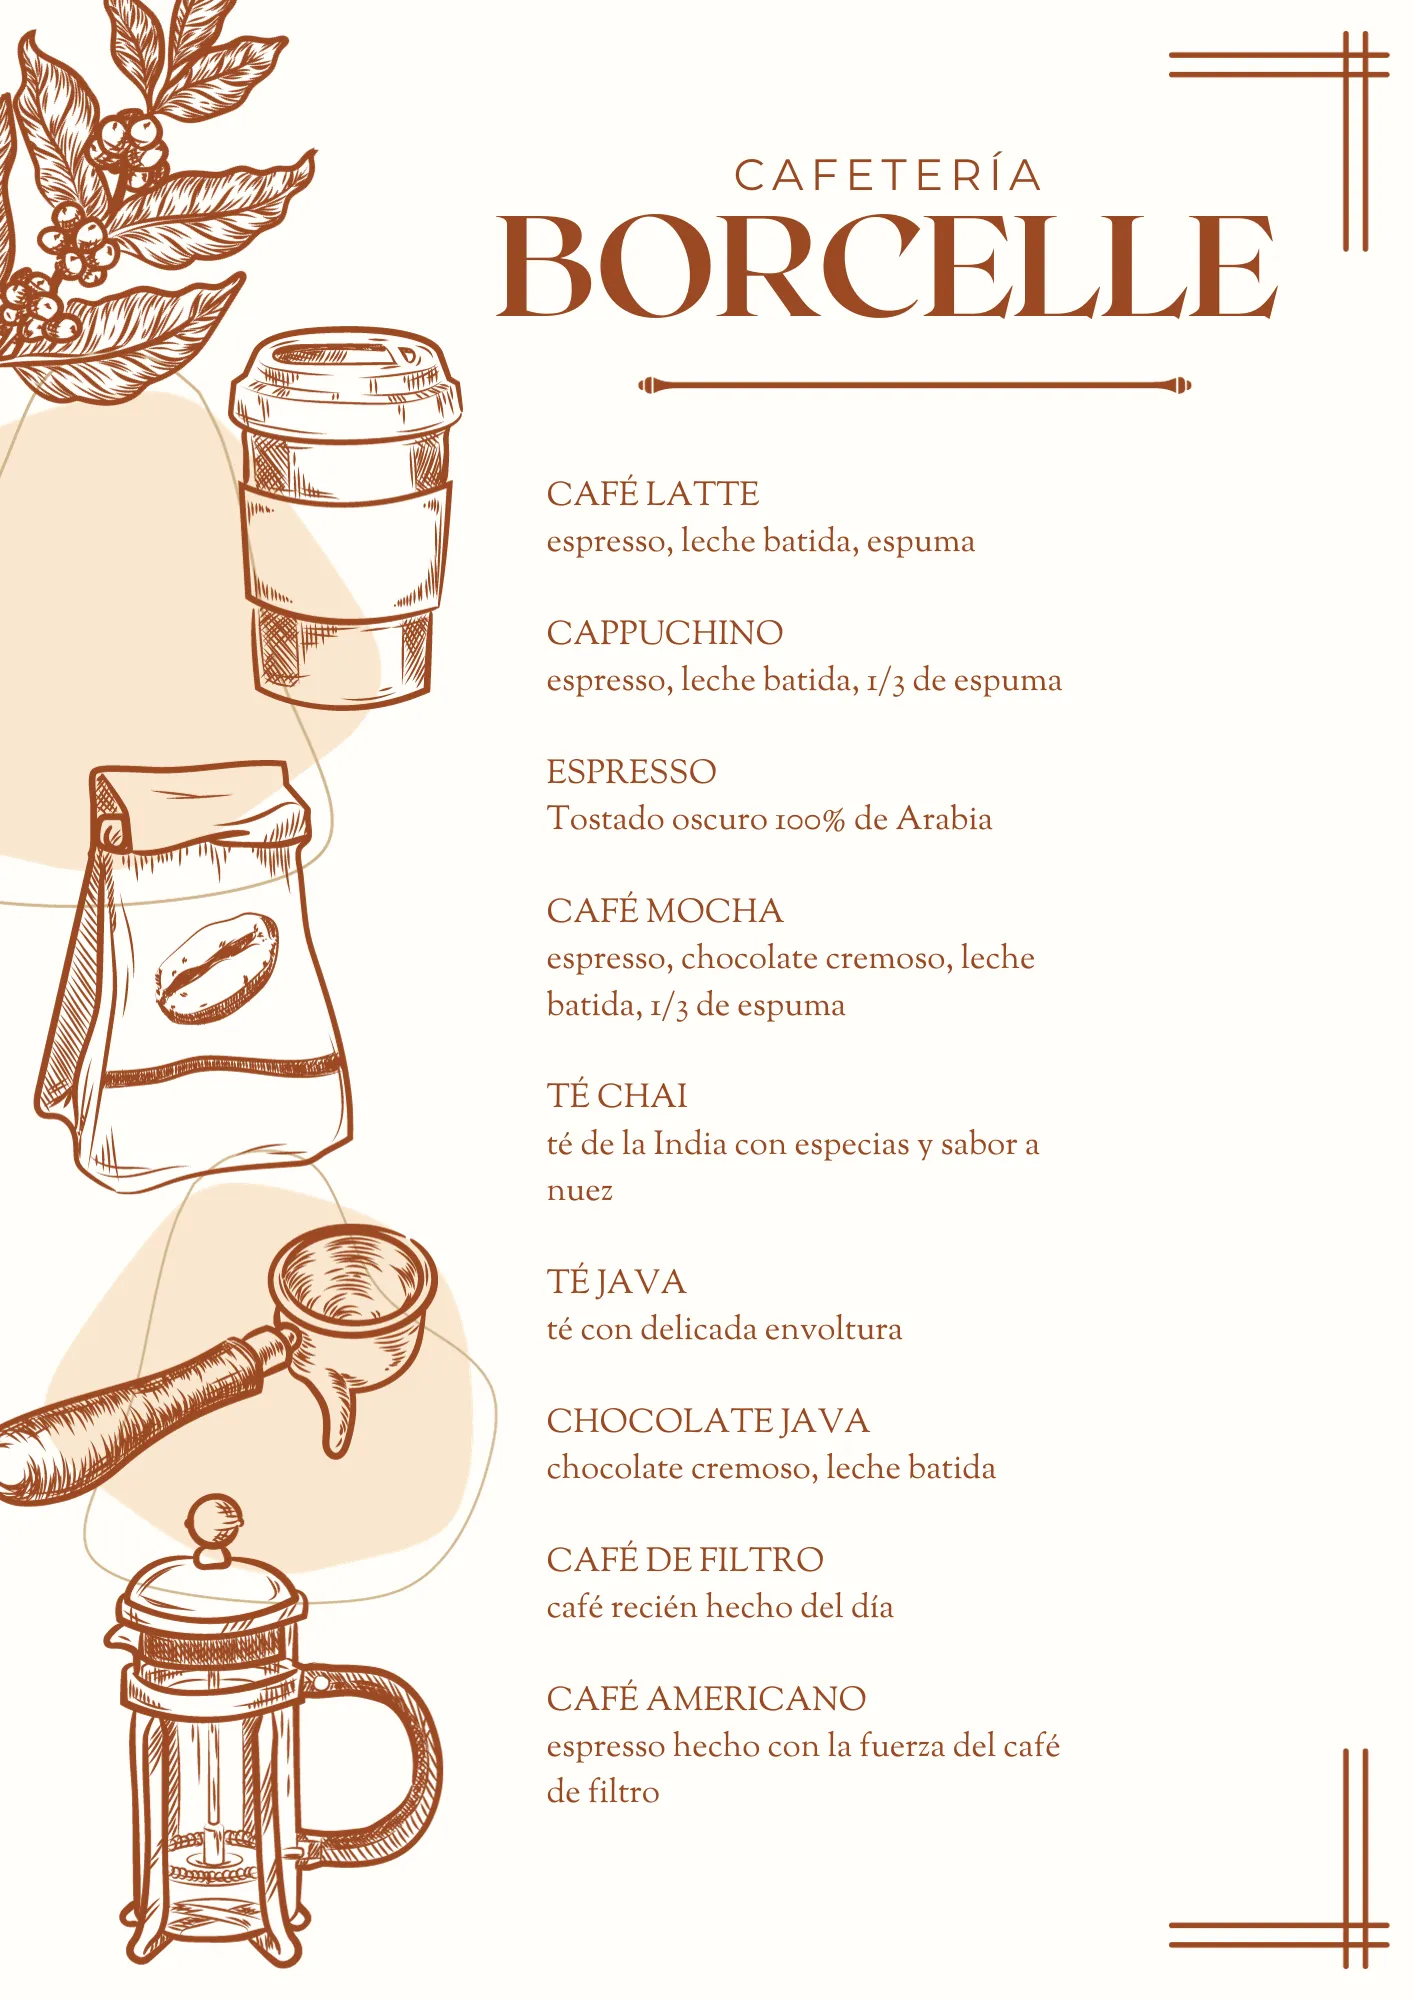 CAFETERÍA
BORCELLE
CAFÉ LATTE
espresso, leche batida, espuma
CAPPUCHINO
espresso, leche batida, 1/3 de espuma
ESPRESSO
Tostado oscuro 100% de Arabia
CAFÉ MOCHA
espresso, chocolate cremoso, leche
batida, 1/3 de espuma
TÉ CHAI
té de la India con especias y sabor a
nuez
TÉ JAVA
té con delicada envoltura
CHOCOLATE JAVA
chocolate cremoso, leche batida
CAFÉ DE FILTRO
café recién hecho del día
CAFÉ AMERICANO
espresso hecho con la fuerza del café
de filtro